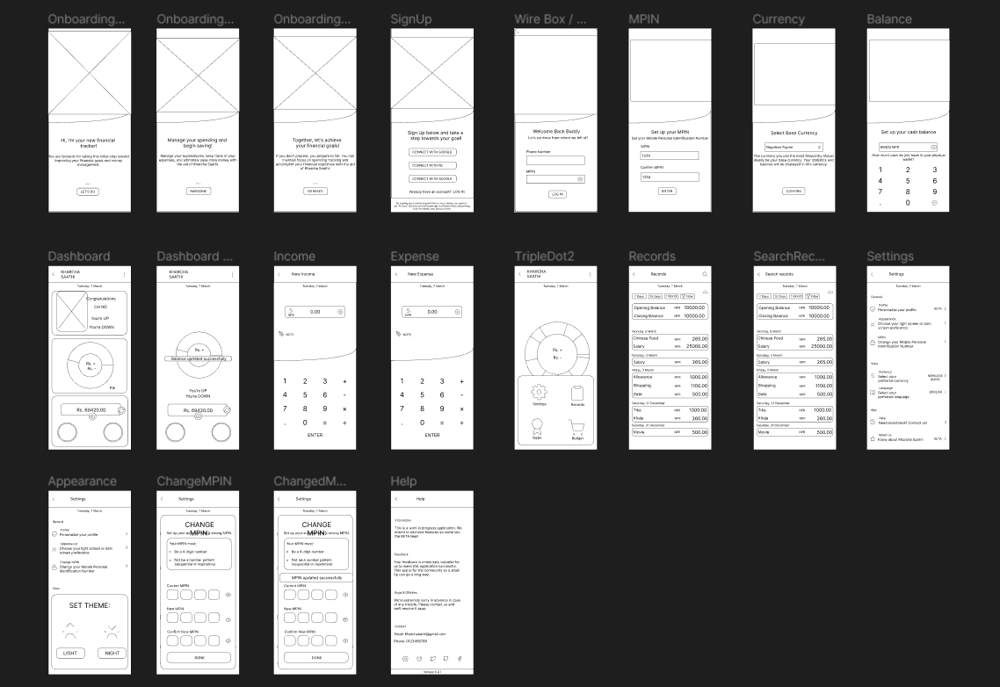 Onboarding...
Onboarding...
Onboarding...
SignUp
Wire Box / ...
MPIN
Currency
Balance
Hi, I'm your new financial
tracker!
You are fantastic for taking this initial step toward
improving your financial goals and money
management.
LET'S GO
Manage your spending and
begin saving!
Manage your expenditures, keep track of your
expenses, and ultimately save more money with
the aid of Kharcha Saathi.
AWESOME
Together, let's achieve
your financial goals!
If you don't prepare, you prepare to fail. You can
maintain focus on spending tracking and
accomplish your financial objectives with the aid
of Kharcha Saathi.
I'M READY
Sign Up below and take a
step towards your goal!
CONNECT WITH GOOGLE
CONNECT WITH FB
CONNECT WITH GOOGLE
Already have an account? LOG IN
Welcome Back Buddy
Let's continue from where we left off
Phone Number
MPIN
LOG IN
Set up your MPIN
Set your Mobile Personal Identification Number
MPIN
1234
Confirm MPIN
1234
ENTER
Select Base Currency
Nepalese Rupee
The currency you use the most frequently should
ideally be your base currency. Your statistics and
balance will be displayed in this currency.
CONFIRM
Set up your cash balance
69420 NPR
How much cash do you have in your physical
wallet?
1 2 3
4 5 6
7 8 9
. 0
Dashboard
Dashboard ...
Income
Expense
TripleDot2
Records
SearchRec...
Settings
KHARCHA
SAATHI
Tuesday, 7 March
Congratulations
OH NO
You're UP
You're DOWN
Rs. +
Rs. -
Pie
Rs. 69420.00
KHARCHA
SAATHI
Tuesday, 7 March
Rs. +
Balance updated successfully
You're UP
You're DOWN
Rs. 69420.00
New Income
Tuesday, 7 March
S
NPR
0.00
NOTE
1 2 3 +
4 5 6 -
7 8 9 ×
. 0 = ÷
ENTER
New Expense
Tuesday, 7 March
S
NPR
0.00
NOTE
1 2 3 +
4 5 6 -
7 8 9 ×
. 0 = ÷
ENTER
KHARCHA
SAATHI
Tuesday, 7 March
Rs. +
Rs. -
Settings
Records
Goals
Budget
Records
Tuesday, 7 March
7 Days 15 Days 1 Month Filter
Opening Balance NPR 10000.00
Closing Balance NPR 10000.00
Monday, 6 March
Chinese Food NPR 265.00
Salary NPR 25000.00
Saturday, 4 March
Salary NPR 265.00
Friday, 3 March
Allowance NPR 1000.00
Shopping NPR 1100.00
Date NPR 500.00
Saturday, 31 December
Tika NPR 1000.00
Khaja NPR 260.00
Saturday, 31 December
Movie NPR 500.00
Search records
Tuesday, 7 March
7 Days 15 Days 1 Month Filter
Opening Balance NPR 10000.00
Closing Balance NPR 10000.00
Monday, 6 March
Chinese Food NPR 265.00
Salary NPR 25000.00
Saturday, 4 March
Salary NPR 265.00
Friday, 3 March
Allowance NPR 1000.00
Shopping NPR 1100.00
Date NPR 500.00
Saturday, 31 December
Tika NPR 1000.00
Khaja NPR 260.00
Saturday, 31 December
Movie NPR 500.00
Settings
Tuesday, 7 March
General
Profile
Personalize your profile
BETA
Appearance
Choose your light screen or dark
screen preference
MPIN
Change your Mobile Personal
Identification Number
View
Currency
Select your
preferred currency
NEPALESE
RUPEE
Language
Select your
preferred language
ENGLISH
App
Help
Need Assistance? Contact us!
About Us
Know about Kharcha Saathi
BETA
Appearance
ChangeMPIN
ChangedM...
Help
Settings
Tuesday, 7 March
General
Profile
Personalize your profile
Appearance
Choose your light screen or dark
screen preference
Change MPIN
Change your Mobile Personal
Identification Number
View
SET THEME:
LIGHT
NIGHT
Settings
Tuesday, 7 March
CHANGE
MPIN
Your MPIN must:
Be a 4-digit number
Not be a number pattern
(sequential or repetitive)
Current MPIN
New MPIN
Confirm New MPIN
DONE
Settings
Tuesday, 7 March
CHANGE
MPIN
Your MPIN must:
Be a 4-digit number
Not be a number pattern
(sequential or repetitive)
MPIN updated successfully
Current MPIN
New MPIN
Confirm New MPIN
DONE
Help
Information
This is a work in progress application. We
intend to add new features so come join
the BETA team!
Feedback
Your feedback is immensely valuable for
us to make this application successful.
This app is for the community so a small
tip can go a long way.
Bugs & Glitches
We're extremely sorry in advance in case
of any trouble. Please contact us and
we'll resolve it asap.
Contact
Email: Kharchasathi@gmail.com
Phone: 0123456789
Version 0.0.1